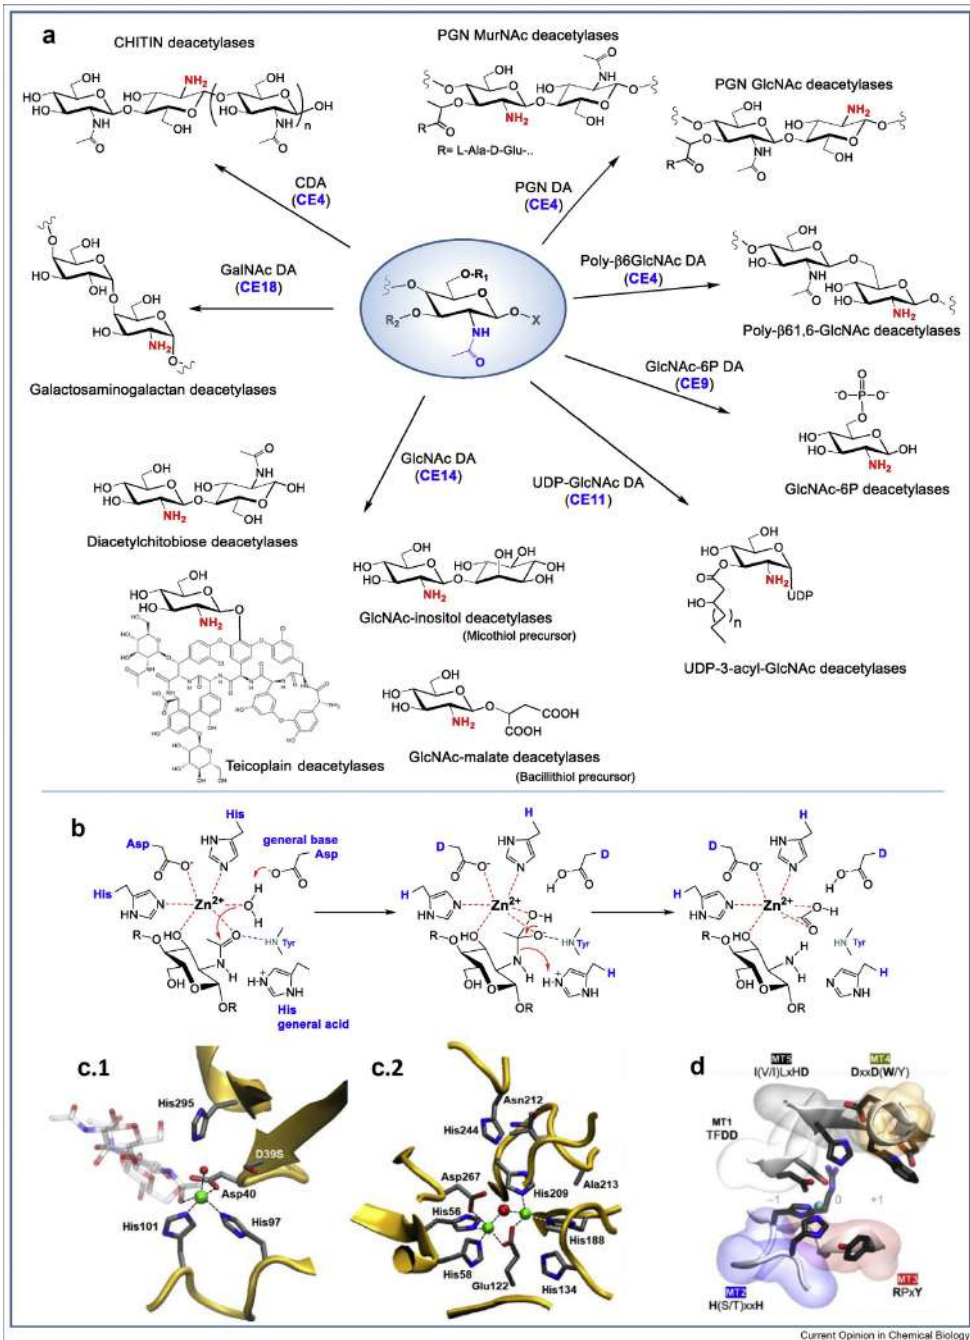 a
CHITIN deacetylases
PGN MurNAc deacetylases
PGN GlcNAc deacetylases
R= L-Ala-D-Glu-..
CDA
(CE4)
PGN DA
(CE4)
GalNAc DA
(CE18)
Poly-β6GlcNAc DA
(CE4)
Poly-β61,6-GlcNAc deacetylases
Galactosaminogalactan deacetylases
GlcNAc-6P DA
(CE9)
GlcNAc DA
(CE14)
UDP-GlcNAc DA
(CE11)
GlcNAc-6P deacetylases
Diacetylchitobiose deacetylases
GlcNAc-inositol deacetylases
(Micothiol precursor)
UDP-3-acyl-GlcNAc deacetylases
GlcNAc-malate deacetylases
(Bacillithiol precursor)
Teicoplain deacetylases
b
His
Asp
general base
Asp
His
Zn2+
Tyr
His
general acid
H
D
D
H
Zn2+
Tyr
H
H
D
D
H
Zn2+
Tyr
H
c.1
His295
D39S
Asp40
His101
His97
c.2
Asn212
His244
Asp267
Ala213
His209
His56
His188
His58
Glu122
His134
d
MT5
I(V/I)LxHD
MT4
DxxD(W/Y)
MT1
TFDD
−1
0
+1
MT2
H(S/T)xxH
MT3
RPxY
Current Opinion in Chemical Biology